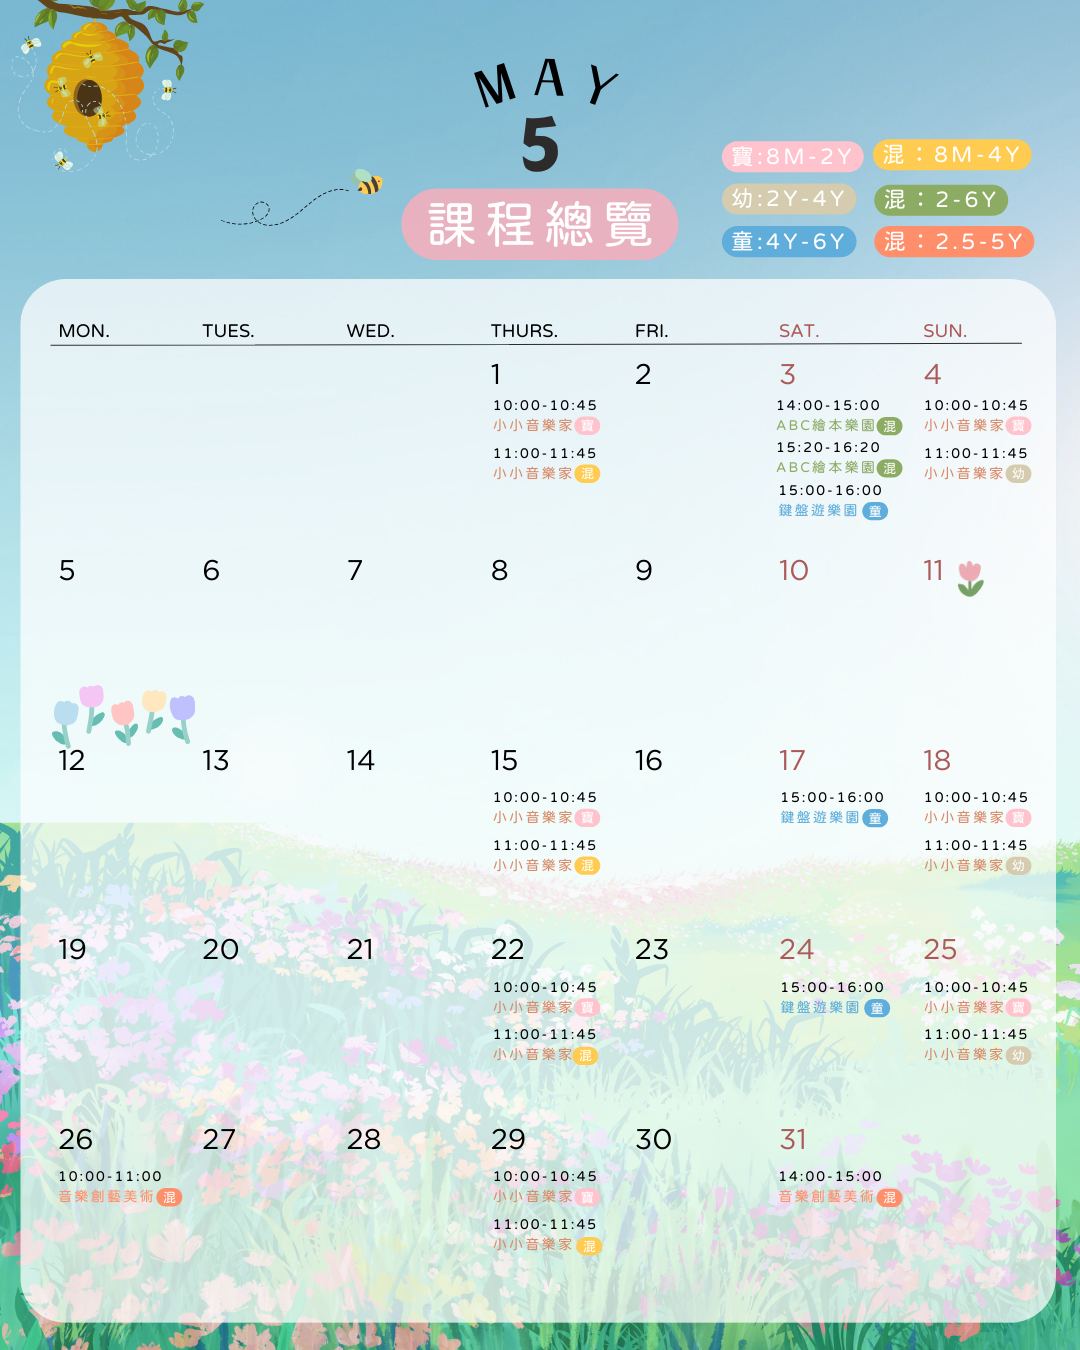 MAY
5
課程總覽
寶:8M-2Y
混：8M-4Y
幼:2Y-4Y
混：2-6Y
童:4Y-6Y
混：2.5-5Y
MON. TUES. WED. THURS. FRI. SAT. SUN.
1
10:00-10:45
小小音樂家 寶
11:00-11:45
小小音樂家 混
2
3
14:00-15:00
ABC繪本樂園 混
15:20-16:20
ABC繪本樂園 混
15:00-16:00
鍵盤遊樂園 童
4
10:00-10:45
小小音樂家 寶
11:00-11:45
小小音樂家 幼
5
6
7
8
9
10
11
12
13
14
15
10:00-10:45
小小音樂家 寶
11:00-11:45
小小音樂家 混
16
17
15:00-16:00
鍵盤遊樂園 童
18
10:00-10:45
小小音樂家 寶
11:00-11:45
小小音樂家 幼
19
20
21
22
10:00-10:45
小小音樂家 寶
11:00-11:45
小小音樂家 混
23
24
15:00-16:00
鍵盤遊樂園 童
25
10:00-10:45
小小音樂家 寶
11:00-11:45
小小音樂家 幼
26
10:00-11:00
音樂創藝美術 混
27
28
29
10:00-10:45
小小音樂家 寶
11:00-11:45
小小音樂家 混
30
31
14:00-15:00
音樂創藝美術 混